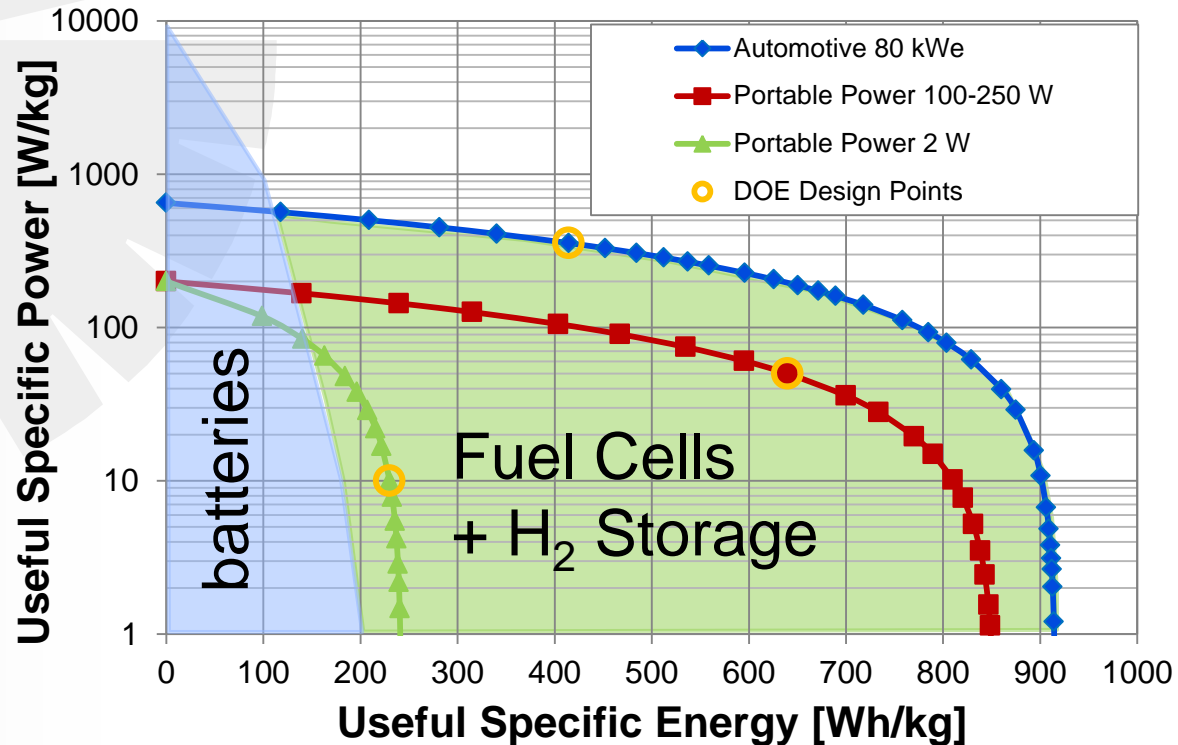 Useful Specific Power [W/kg]
10000
1000
100
10
1
Automotive 80 kWe
Portable Power 100-250 W
Portable Power 2 W
DOE Design Points
batteries
Fuel Cells
+ H₂ Storage
0 100 200 300 400 500 600 700 800 900 1000
Useful Specific Energy [Wh/kg]